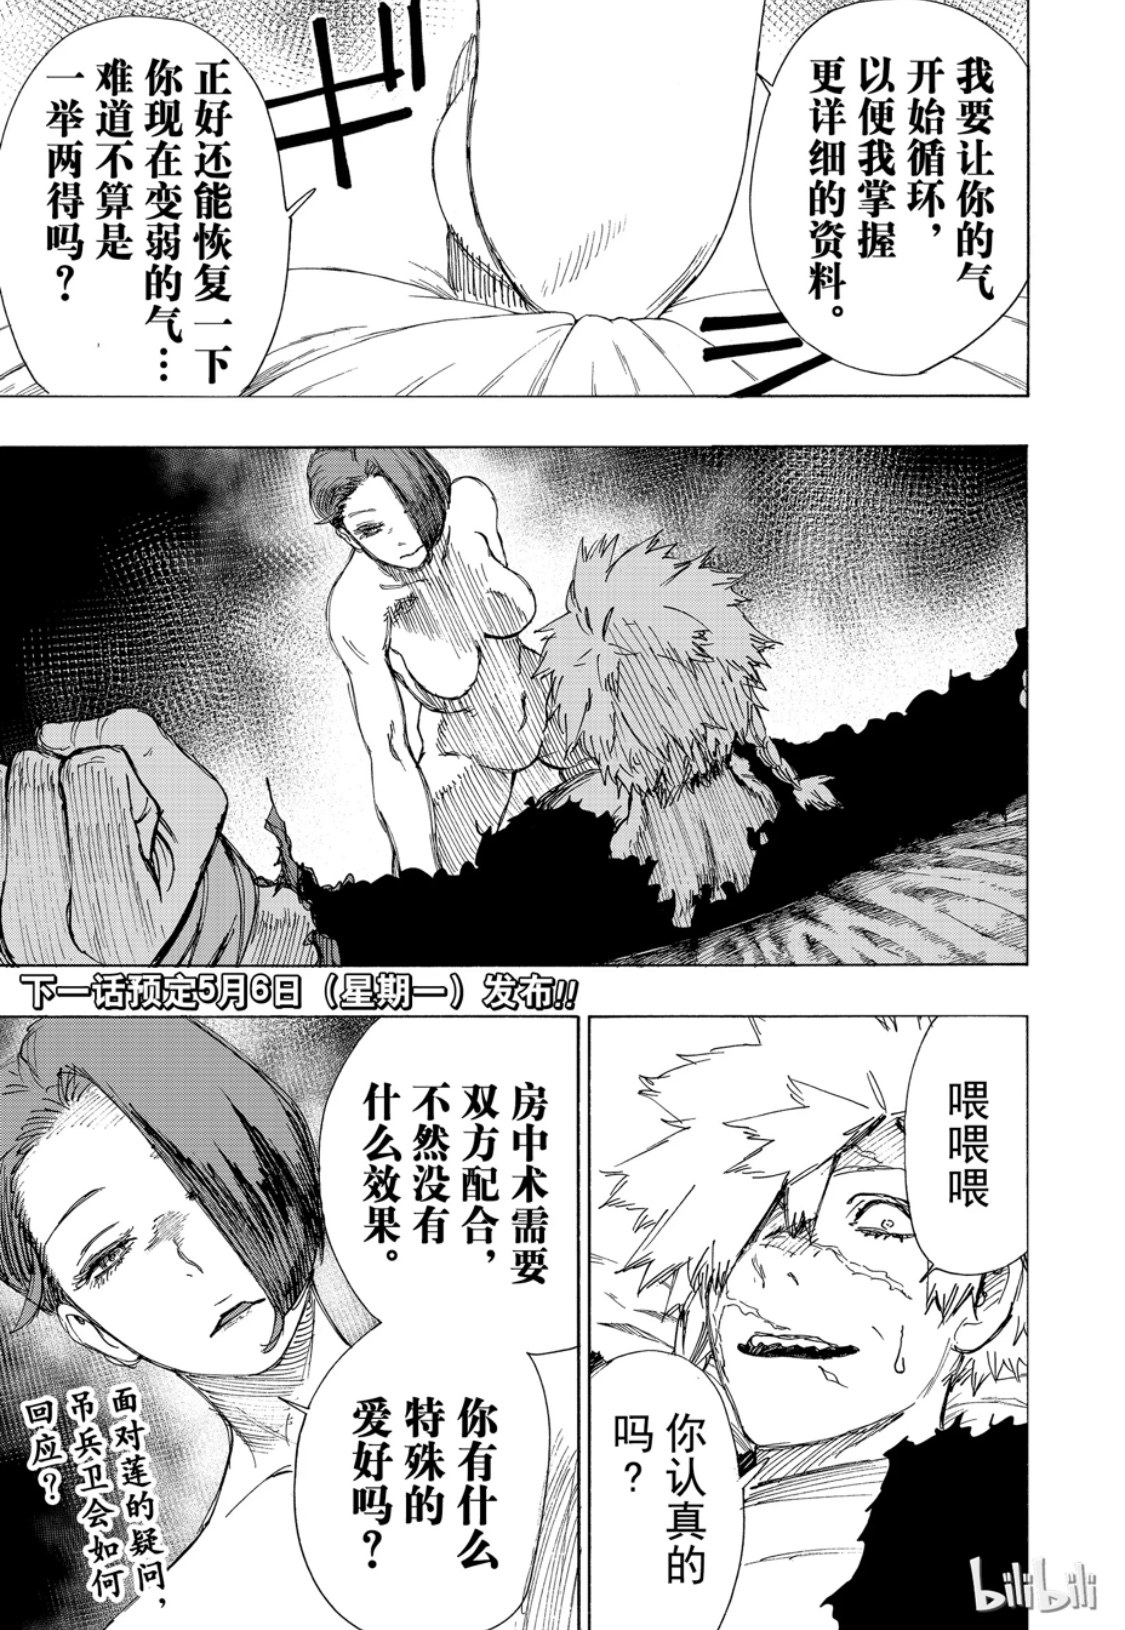 我要让你的气
开始循环，
以便我掌握
更详细的资料。
正好还能恢复一下
你现在变弱的气…
难道不算是
一举两得吗？
下一话预定5月6日（星期一）发布!!
喂喂喂
你认真的
吗？
房中术需要
双方配合，
不然没有
什么效果。
你有什么
特殊的
爱好吗？
面对莲的疑问，
吊兵卫会如何
回应？
bilibili